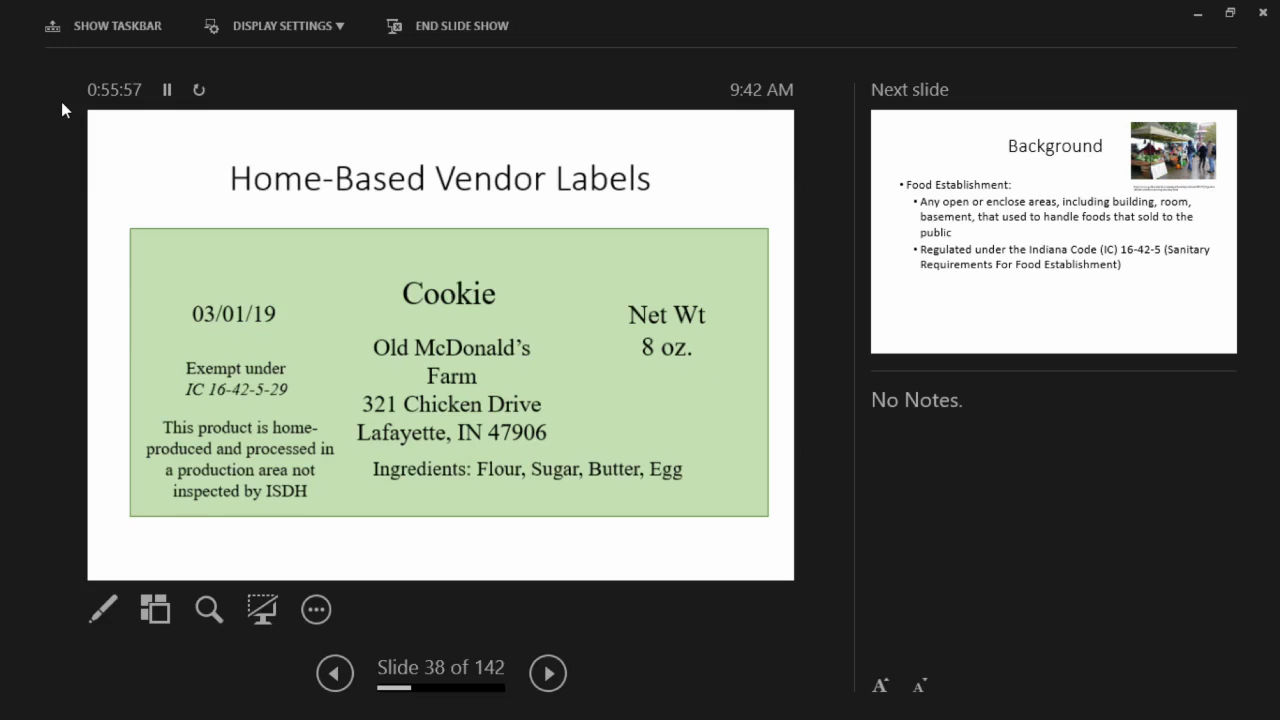 SHOW TASKBAR
DISPLAY SETTINGS ▼
END SLIDE SHOW
0:55:57
9:42 AM
Home-Based Vendor Labels
03/01/19
Exempt under
IC 16-42-5-29
This product is home-
produced and processed in
a production area not
inspected by ISDH
Cookie
Old McDonald's
Farm
321 Chicken Drive
Lafayette, IN 47906
Ingredients: Flour, Sugar, Butter, Egg
Net Wt
8 oz.
Slide 38 of 142
Next slide
Background
• Food Establishment:
• Any open or enclose areas, including building, room,
basement, that used to handle foods that sold to the
public
• Regulated under the Indiana Code (IC) 16-42-5 (Sanitary
Requirements For Food Establishment)
No Notes.
A
A